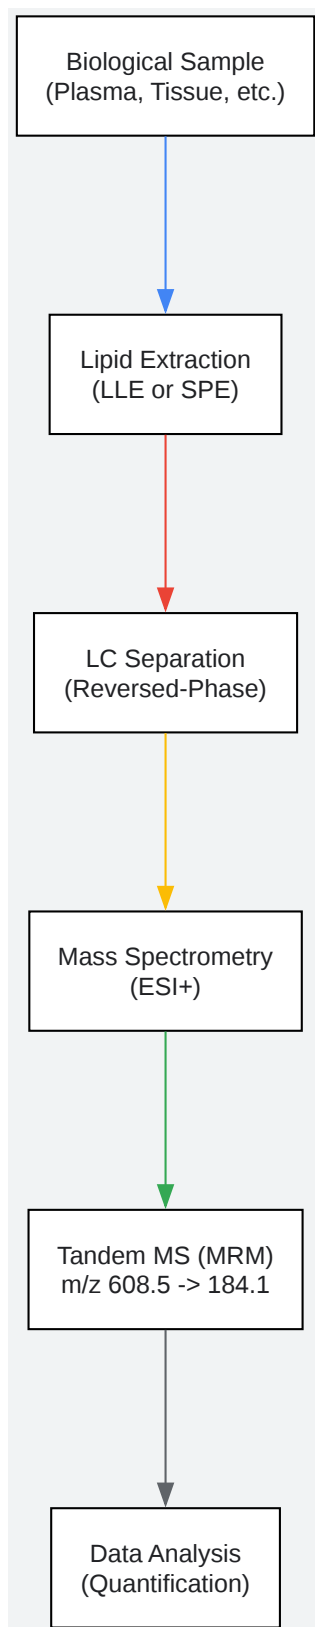 Biological Sample
(Plasma, Tissue, etc.)
Lipid Extraction
(LLE or SPE)
LC Separation
(Reversed-Phase)
Mass Spectrometry
(ESI+)
Tandem MS (MRM)
m/z 608.5 -> 184.1
Data Analysis
(Quantification)